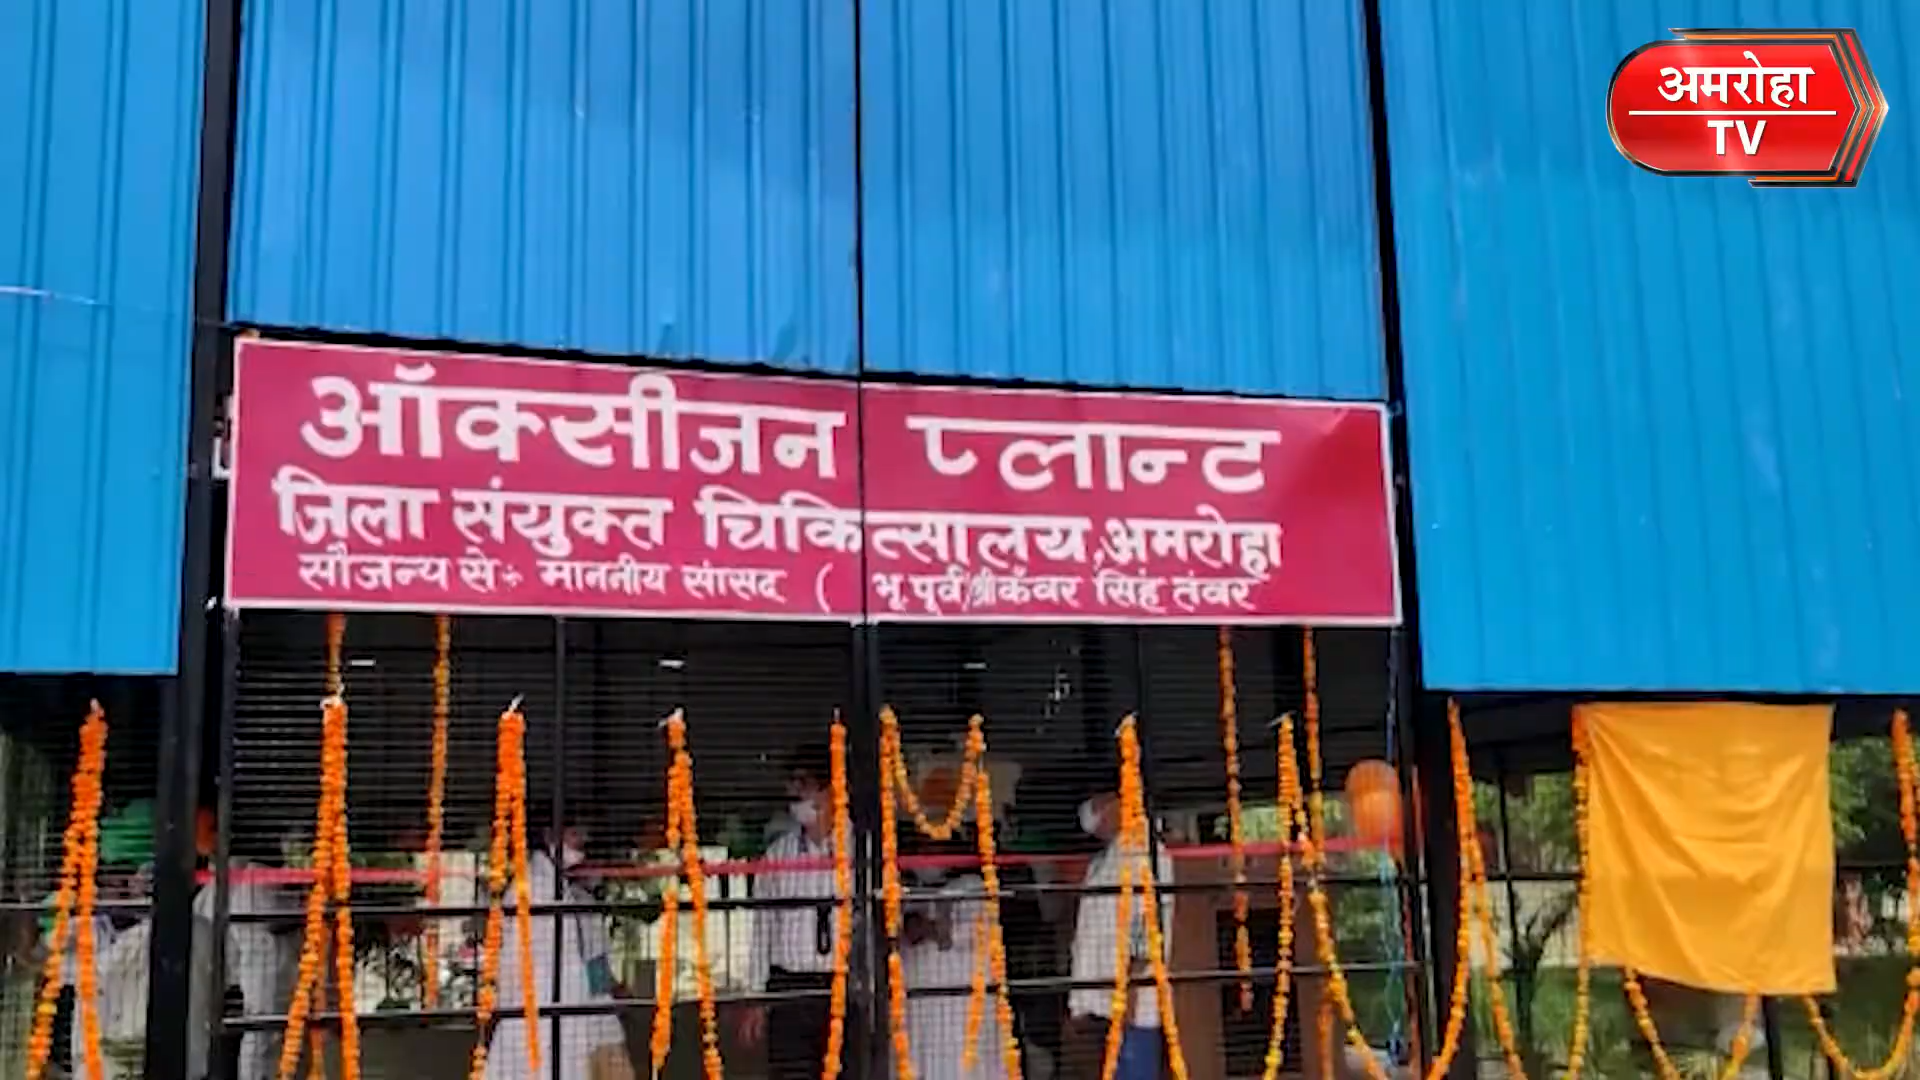 अमरोहा
TV
ऑक्सीजन प्लान्ट
जिला संयुक्त चिकित्सालय, अमरोहा
सौजन्य से÷ माननीय सांसद ( भू.पूर्व) श्री कँवर सिंह तंवर